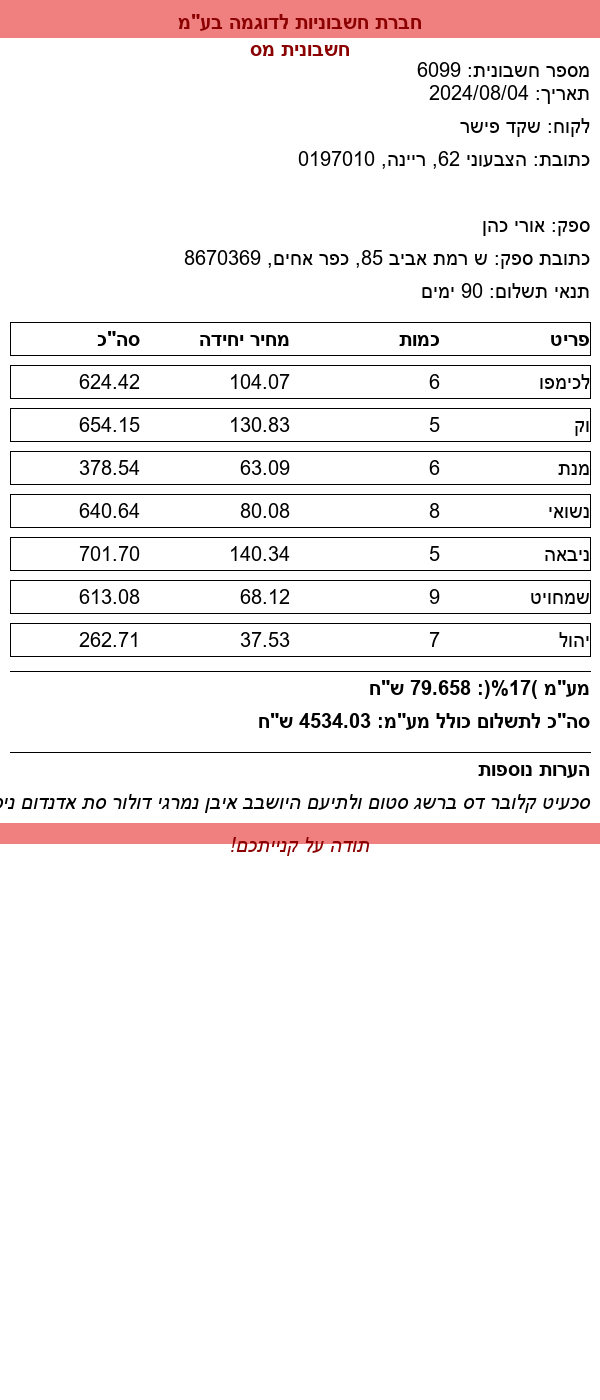 חברת חשבוניות לדוגמה בע"מ
חשבונית מס
מספר חשבונית: 6099
תאריך: 2024/08/04
לקוח: שקד פישר
כתובת: הצבעוני 62, ריינה, 0197010
ספק: אורי כהן
כתובת ספק: ש רמת אביב 85, כפר אחים, 8670369
תנאי תשלום: 90 ימים
פריט כמות מחיר יחידה סה"כ
לכימפו 6 104.07 624.42
וק 5 130.83 654.15
מנת 6 63.09 378.54
נשואי 8 80.08 640.64
ניבאה 5 140.34 701.70
שמחויט 9 68.12 613.08
יהול 7 37.53 262.71
מע"מ )17%(: 79.658 ש"ח
סה"כ לתשלום כולל מע"מ: 4534.03 ש"ח
הערות נוספות
סכעיט קלובר דס ברשג סטום ולתיעם היושבב איבן נמרגי דולור סת אדנדום
תודה על קנייתכם!